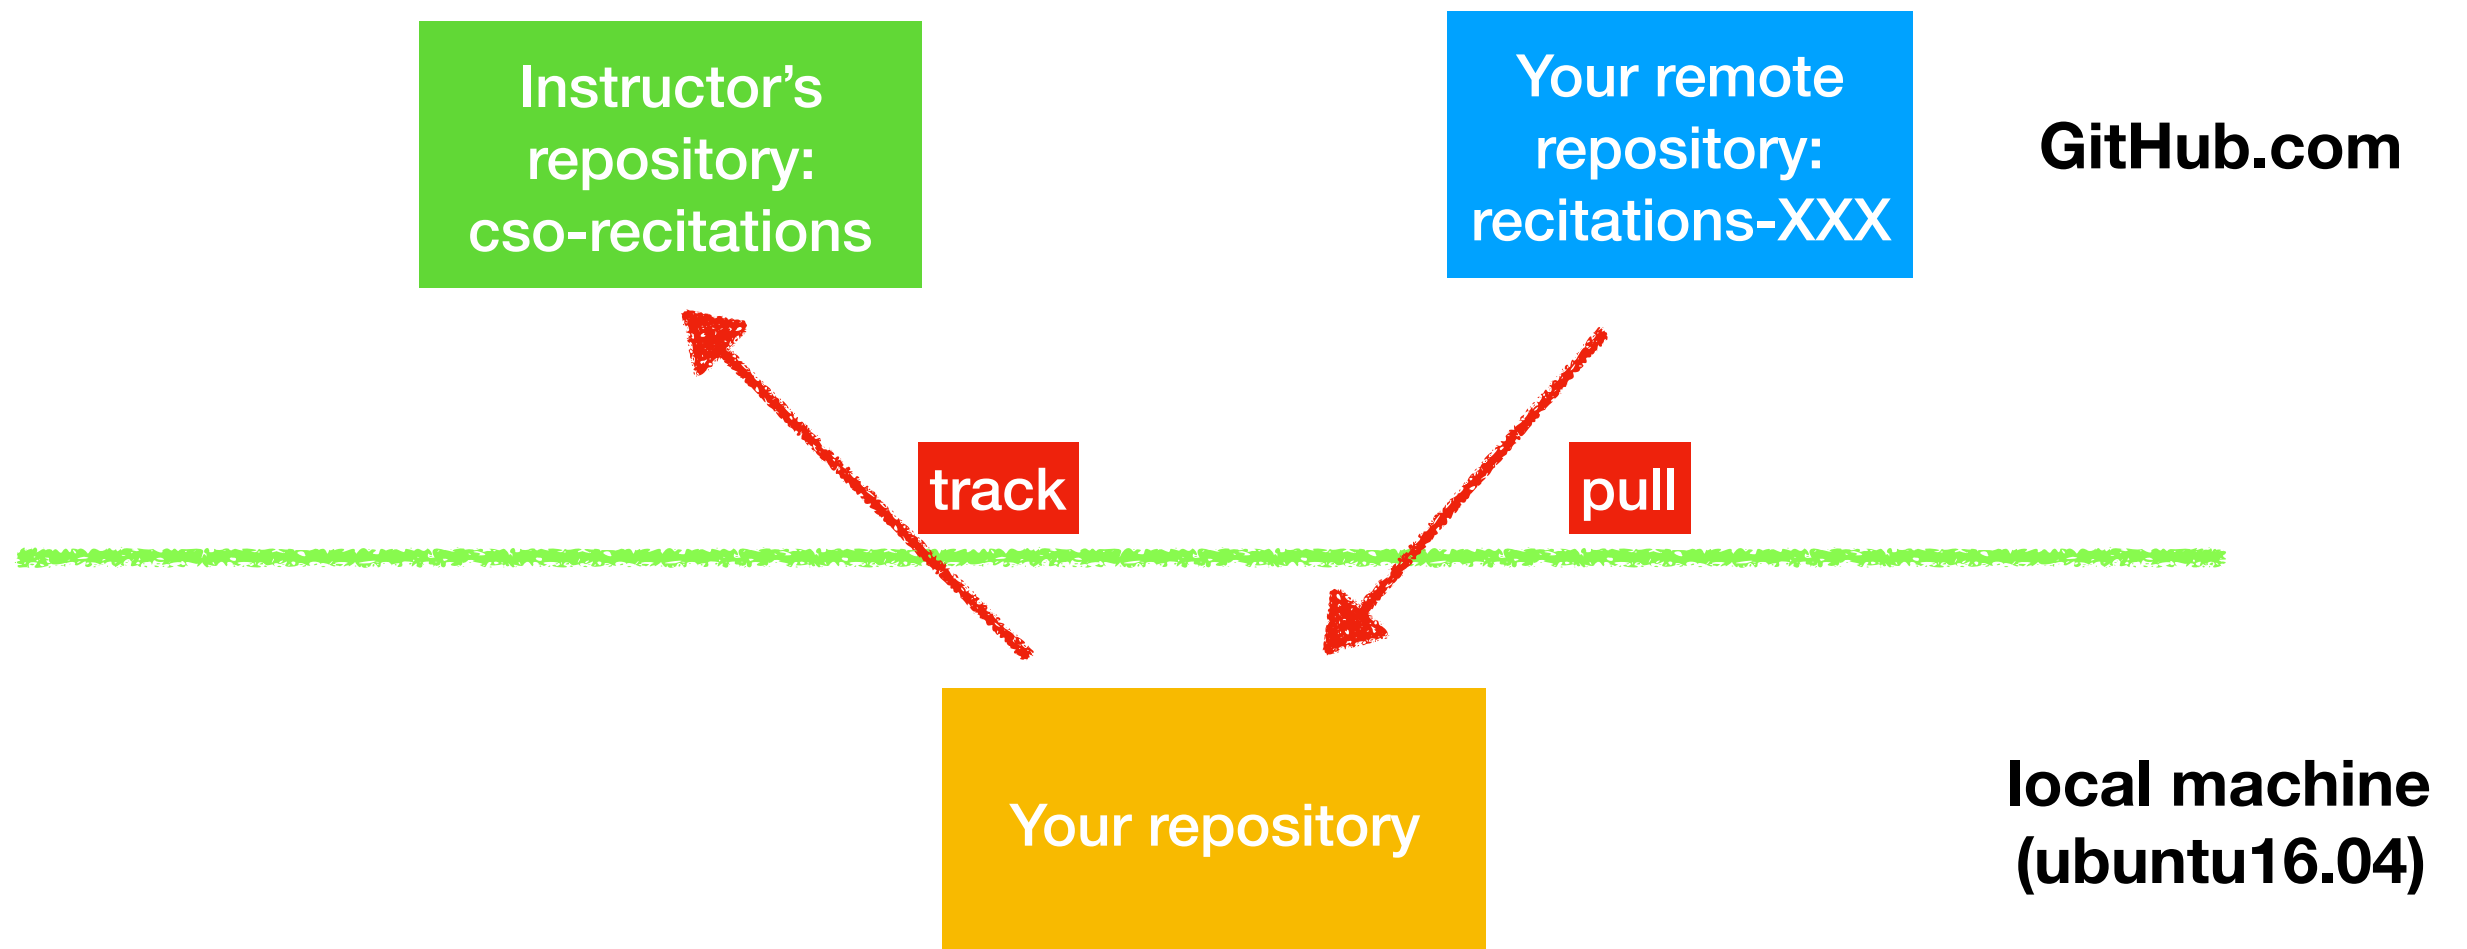 Instructor’s
repository:
cso-recitations
Your remote
repository:
recitations-XXX
GitHub.com
track
pull
Your repository
local machine
(ubuntu16.04)